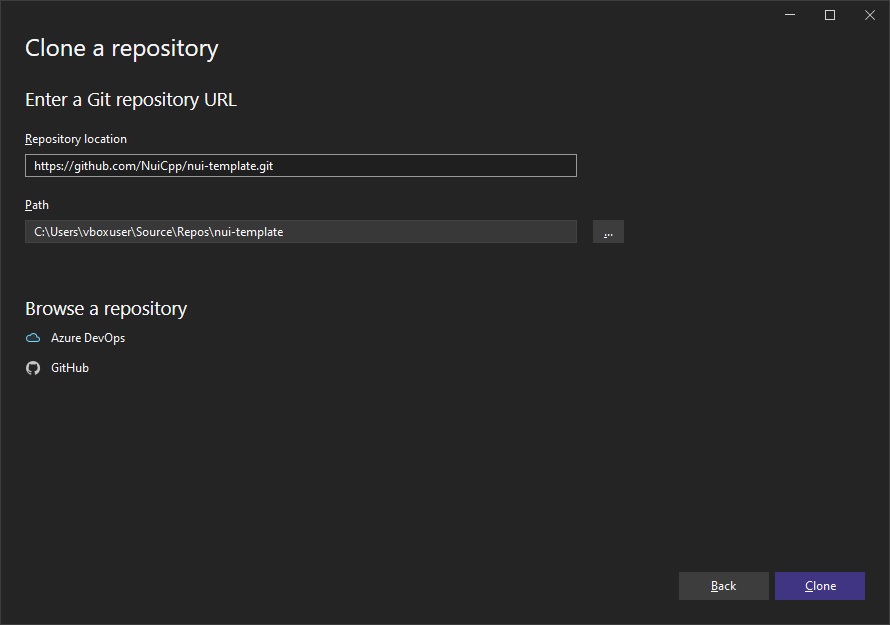 Clone a repository
Enter a Git repository URL
Repository location
https://github.com/NuiCpp/nui-template.git
Path
C:\Users\vboxuser\Source\Repos\nui-template
...
Browse a repository
Azure DevOps
GitHub
Back
Clone